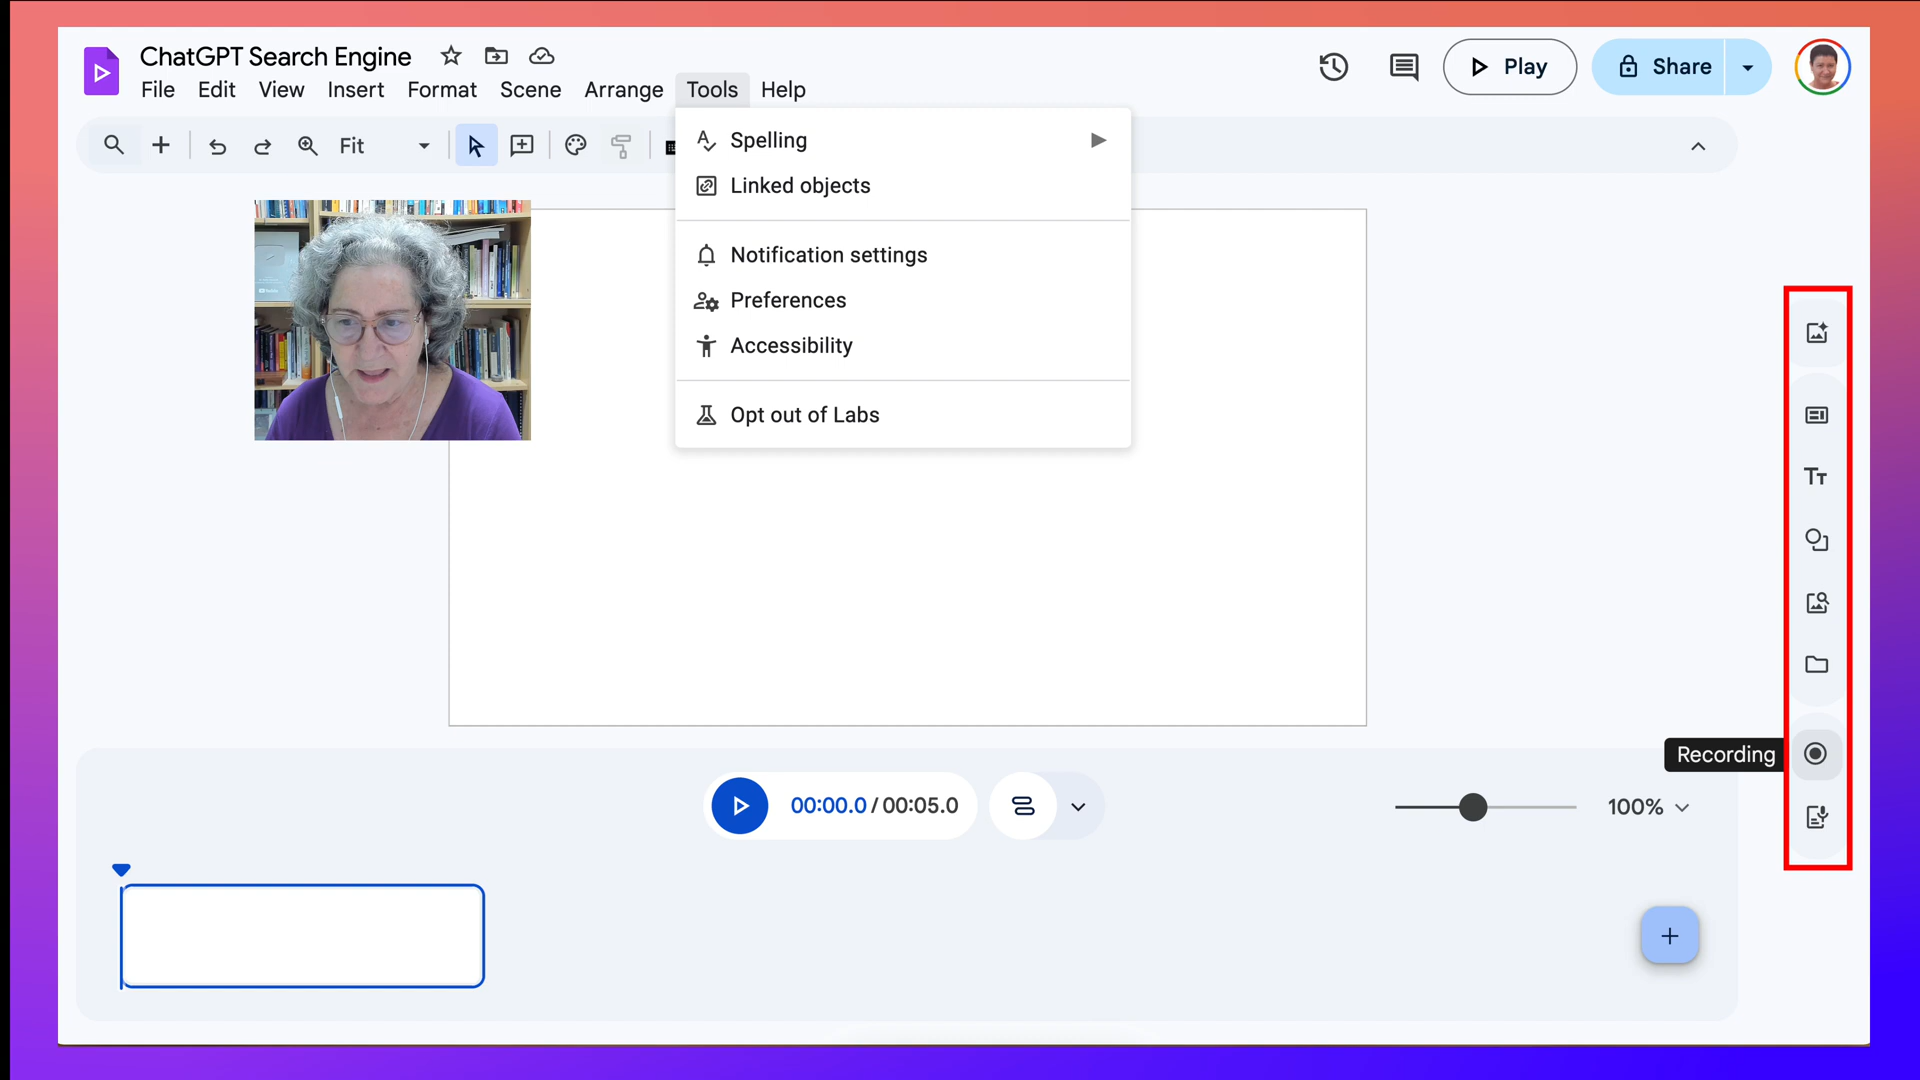 ChatGPT Search Engine
File Edit View Insert Format Scene Arrange Tools Help
Play
Share
Fit
Spelling
Linked objects
Notification settings
Preferences
Accessibility
Opt out of Labs
TT
Recording
00:00.0 / 00:05.0
100%